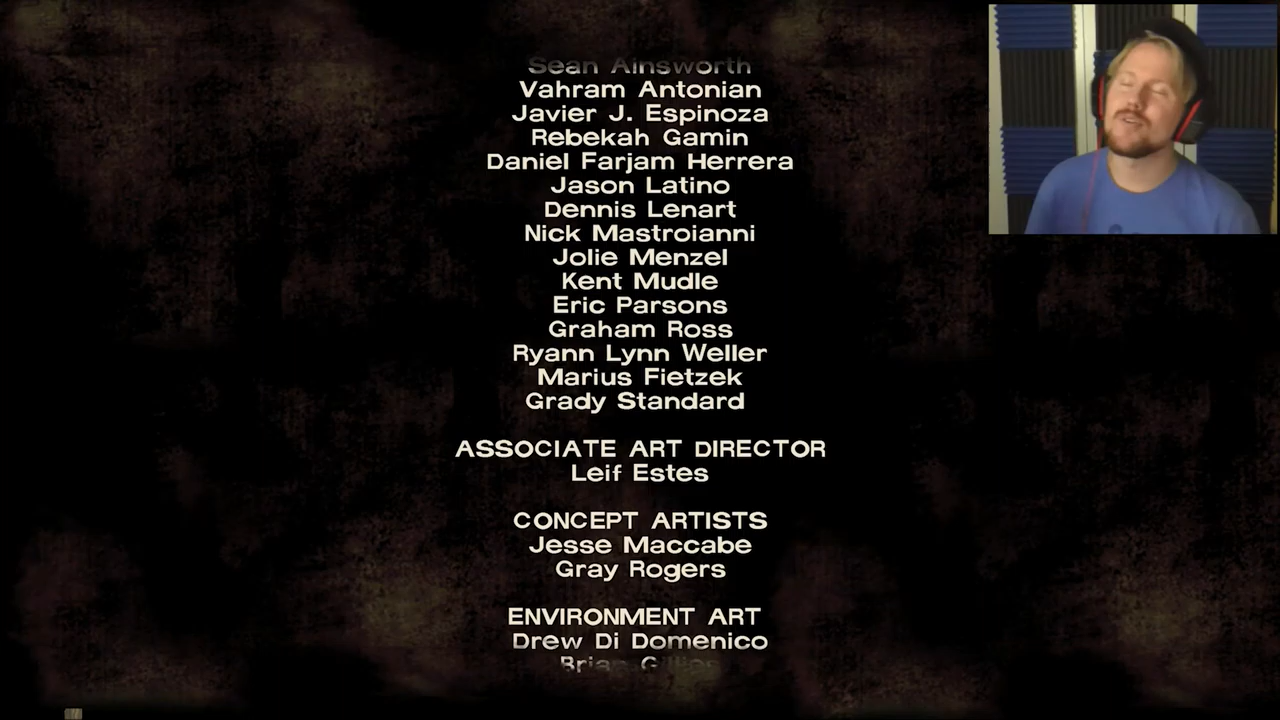 Sean Ainsworth
Vahram Antonian
Javier J. Espinoza
Rebekah Gamin
Daniel Farjam Herrera
Jason Latino
Dennis Lenart
Nick Mastroianni
Jolie Menzel
Kent Mudle
Eric Parsons
Graham Ross
Ryann Lynn Weller
Marius Fietzek
Grady Standard
ASSOCIATE ART DIRECTOR
Leif Estes
CONCEPT ARTISTS
Jesse Maccabe
Gray Rogers
ENVIRONMENT ART
Drew Di Domenico
Brian Gillies